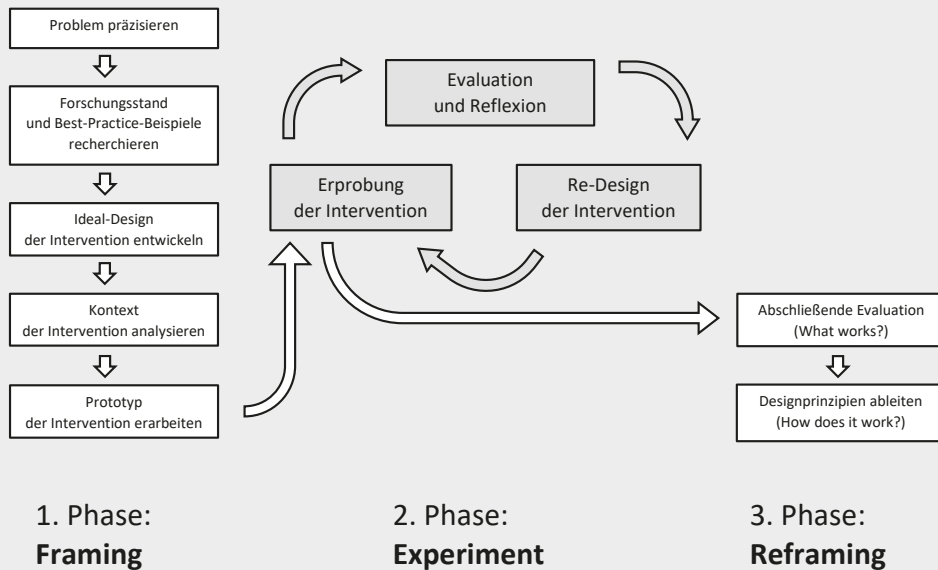 Problem präzisieren
Forschungsstand
und Best-Practice-Beispiele
recherchieren
Ideal-Design
der Intervention entwickeln
Kontext
der Intervention analysieren
Prototyp
der Intervention erarbeiten
Evaluation
und Reflexion
Erprobung
der Intervention
Re-Design
der Intervention
Abschließende Evaluation
(What works?)
Designprinzipien ableiten
(How does it work?)
1. Phase:
Framing
2. Phase:
Experiment
3. Phase:
Reframing